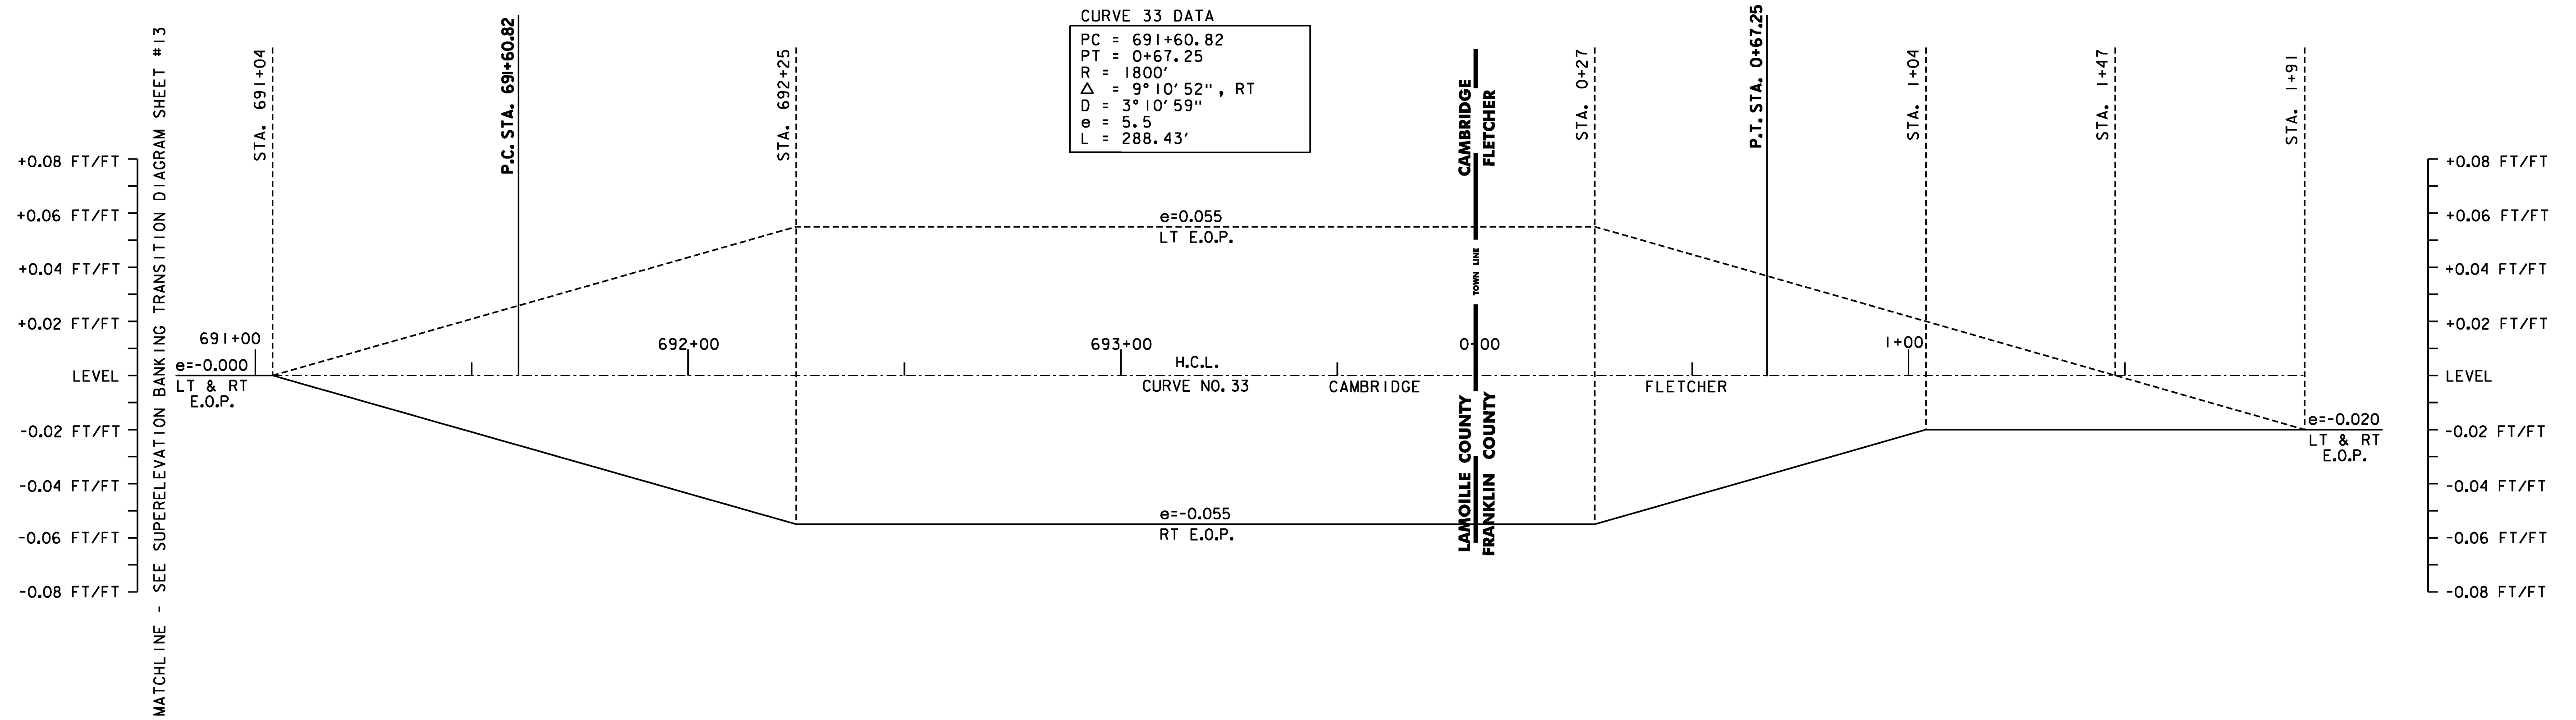 CURVE 33 DATA
PC = 691+60.82
PT = 0+67.25
R = 1800'
△ = 9°10'52", RT
D = 3°10'59"
e = 5.5
L = 288.43'
MATCHLINE - SEE SUPERELEVATION BANKING TRANSITION DIAGRAM SHEET #13
STA. 691+04
P.C. STA. 691+60.82
STA. 692+25
CAMBRIDGE
FLETCHER
STA. 0+27
P.T. STA. 0+67.25
STA. 1+04
STA. 1+47
STA. 1+91
+0.08 FT/FT
+0.06 FT/FT
+0.04 FT/FT
+0.02 FT/FT
LEVEL
-0.02 FT/FT
-0.04 FT/FT
-0.06 FT/FT
-0.08 FT/FT
e=0.055
LT E.O.P.
TOWN LINE
691+00
692+00
693+00
0+00
1+00
e=-0.000
LT & RT
E.O.P.
H.C.L.
CURVE NO. 33
CAMBRIDGE
FLETCHER
LAMOILLE COUNTY
FRANKLIN COUNTY
e=-0.055
RT E.O.P.
e=-0.020
LT & RT
E.O.P.
+0.08 FT/FT
+0.06 FT/FT
+0.04 FT/FT
+0.02 FT/FT
LEVEL
-0.02 FT/FT
-0.04 FT/FT
-0.06 FT/FT
-0.08 FT/FT